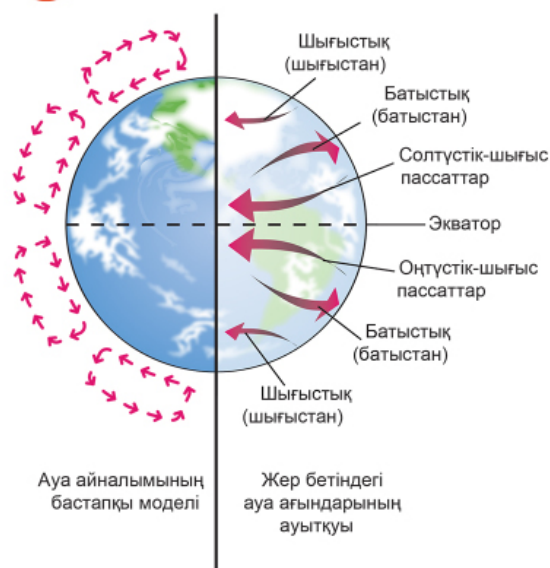 Шығыстық
(шығыстан)
Батыстық
(батыстан)
Солтүстік-шығыс
пассаттар
Экватор
Оңтүстік-шығыс
пассаттар
Батыстық
(батыстан)
Шығыстық
(шығыстан)
Ауа айналымының
бастапқы моделі
Жер бетіндегі
ауа ағындарының
ауытқуы